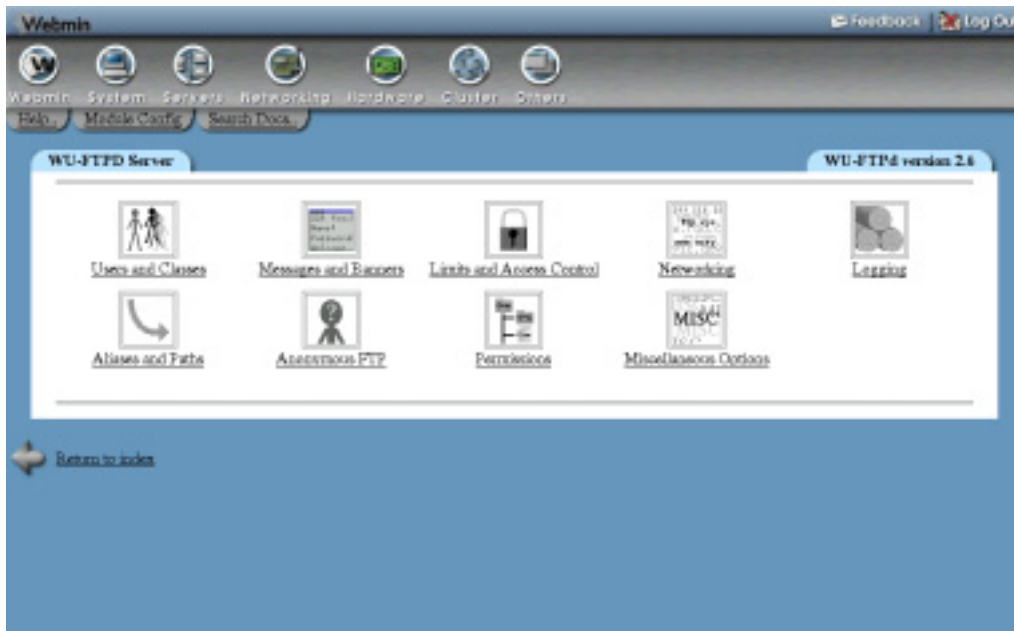 Webmin
Feedback
Log Ou
Webmin System Servers Networking Hardware Cluster Others
Help.. Module Config Search Docs..
WU-FTPD Server
WU-FTPd version 2.6
Users and Classes
Messages and Banners
Limits and Access Control
Networking
Logging
MISC
Aliases and Paths
Anonymous FTP
Permissions
Miscellaneous Options
Return to index